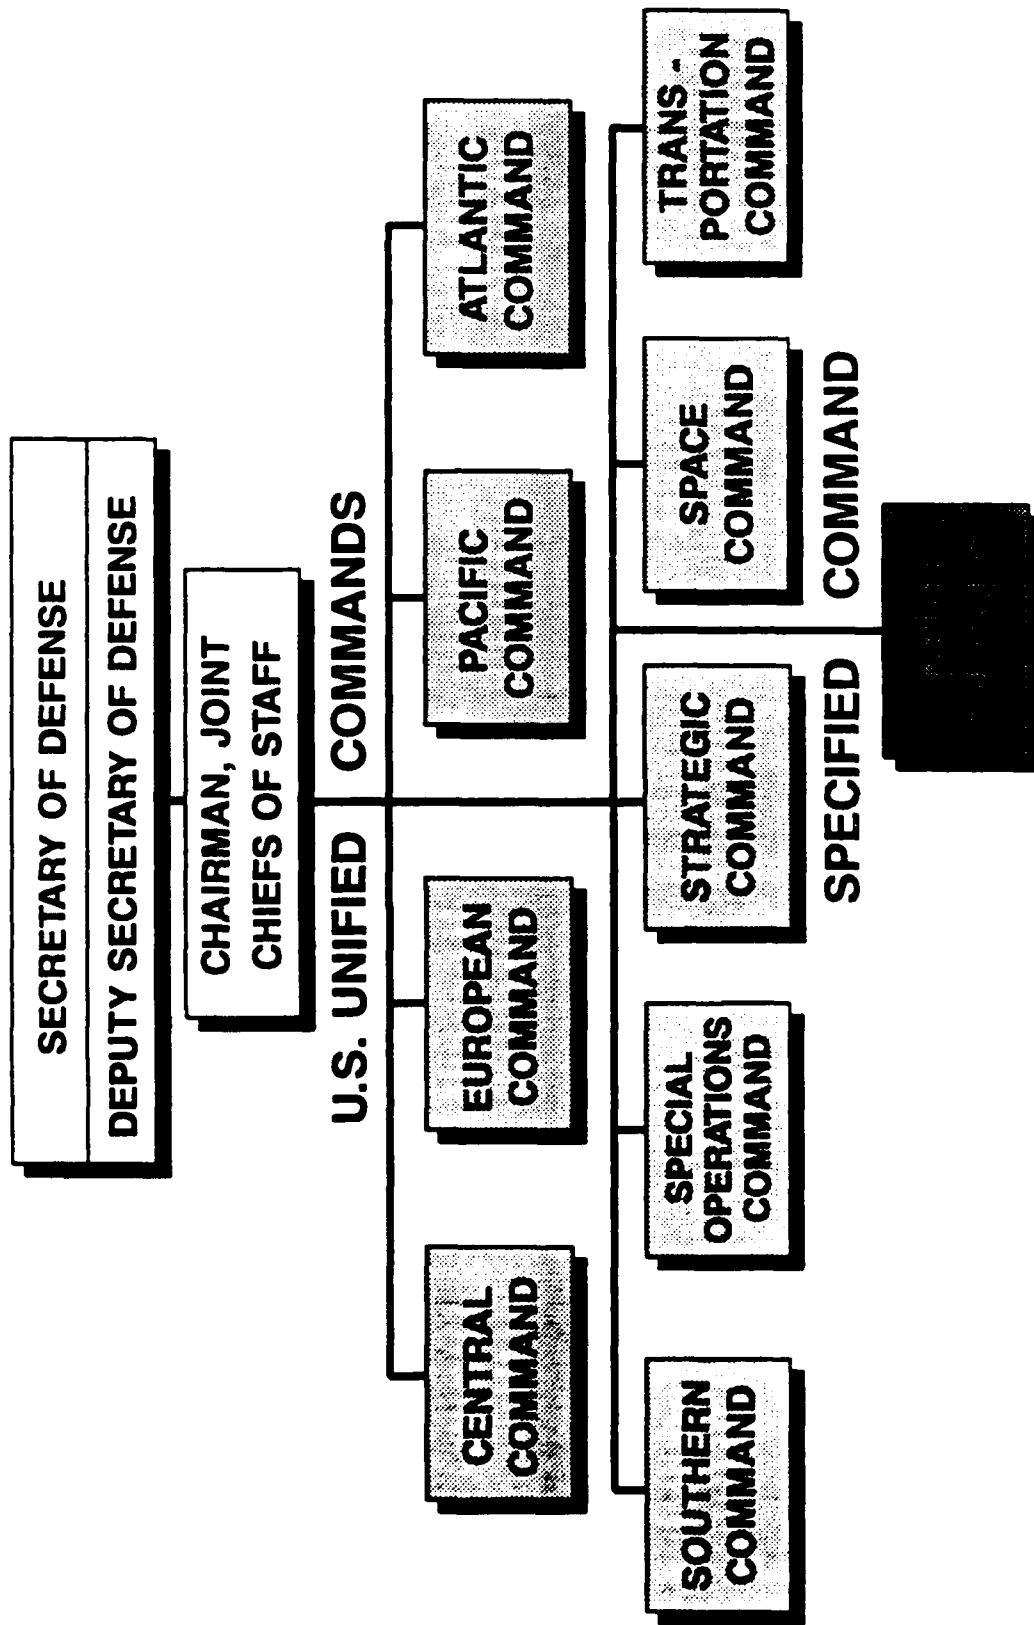 SECRETARY OF DEFENSE
DEPUTY SECRETARY OF DEFENSE
CHAIRMAN, JOINT
CHIEFS OF STAFF
U.S. UNIFIED COMMANDS
CENTRAL
COMMAND
EUROPEAN
COMMAND
PACIFIC
COMMAND
ATLANTIC
COMMAND
SOUTHERN
COMMAND
SPECIAL
OPERATIONS
COMMAND
STRATEGIC
COMMAND
SPACE
COMMAND
TRANS-
PORTATION
COMMAND
SPECIFIED COMMAND